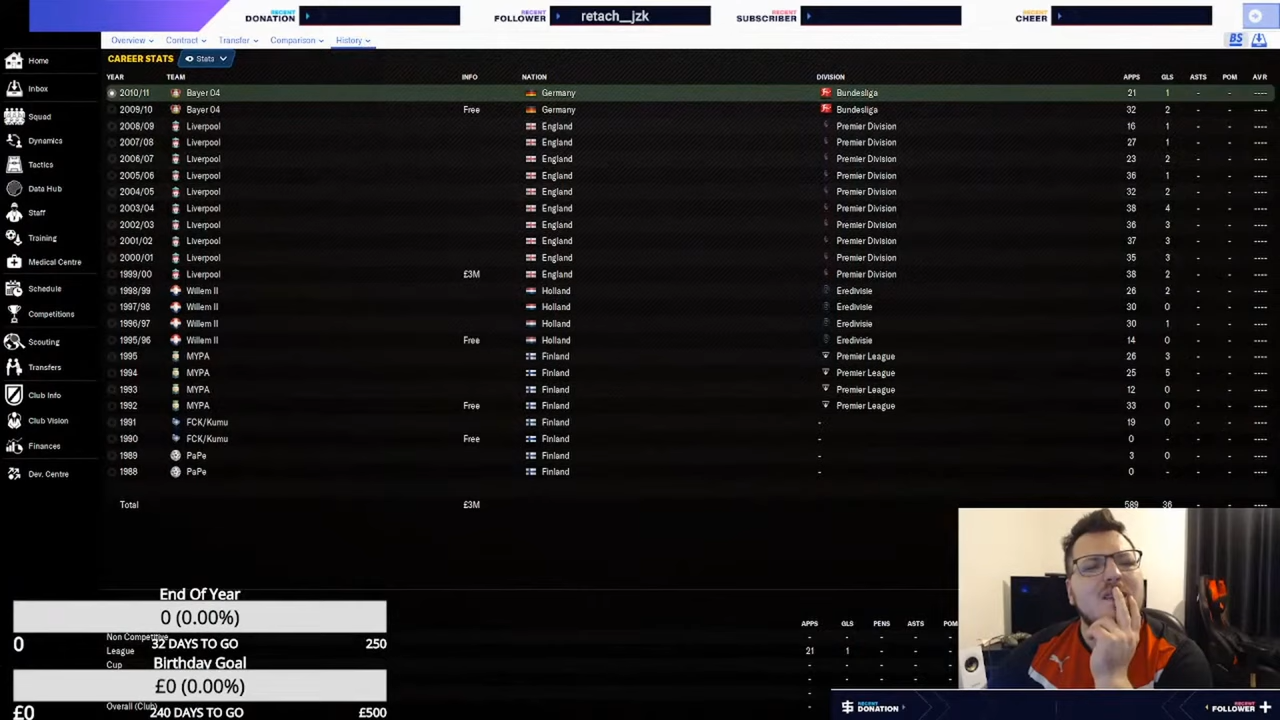 RECENT DONATION
RECENT FOLLOWER retach__jzk
RECENT SUBSCRIBER
RECENT CHEER
Overview Contract Transfer Comparison History
BS
CAREER STATS Stats
YEAR TEAM INFO NATION DIVISION APPS GLS ASTS POM AVR
2010/11 Bayer 04 Germany Bundesliga 21 1 - - ----
2009/10 Bayer 04 Free Germany Bundesliga 32 2 - - ----
2008/09 Liverpool England Premier Division 16 1 - - ----
2007/08 Liverpool England Premier Division 27 1 - - ----
2006/07 Liverpool England Premier Division 23 2 - - ----
2005/06 Liverpool England Premier Division 36 1 - - ----
2004/05 Liverpool England Premier Division 32 2 - - ----
2003/04 Liverpool England Premier Division 38 4 - - ----
2002/03 Liverpool England Premier Division 36 3 - - ----
2001/02 Liverpool England Premier Division 37 3 - - ----
2000/01 Liverpool England Premier Division 35 3 - - ----
1999/00 Liverpool £3M England Premier Division 38 2 - - ----
1998/99 Willem II Holland Eredivisie 26 2 - - ----
1997/98 Willem II Holland Eredivisie 30 0 - - ----
1996/97 Willem II Holland Eredivisie 30 1 - - ----
1995/96 Willem II Free Holland Eredivisie 14 0 - - ----
1995 MYPA Finland Premier League 26 3 - - ----
1994 MYPA Finland Premier League 25 5 - - ----
1993 MYPA Finland Premier League 12 0 - - ----
1992 MYPA Free Finland Premier League 33 0 - - ----
1991 FCK/Kumu Finland - 19 0 - - ----
1990 FCK/Kumu Free Finland - 0 - - - ----
1989 PaPe Finland - 3 0 - - ----
1988 PaPe Finland - 0 - - - ----
Total £3M 589 36 - - ----
Home
Inbox
Squad
Dynamics
Tactics
Data Hub
Staff
Training
Medical Centre
Schedule
Competitions
Scouting
Transfers
Club Info
Club Vision
Finances
Dev. Centre
End Of Year
0 (0.00%)
0 32 DAYS TO GO 250
Non Competitive
League
Cup
Birthday Goal
£0 (0.00%)
Overall (Club)
£0 240 DAYS TO GO £500
APPS GLS PENS ASTS POM
- - - - -
21 1 - - -
RECENT DONATION
RECENT FOLLOWER